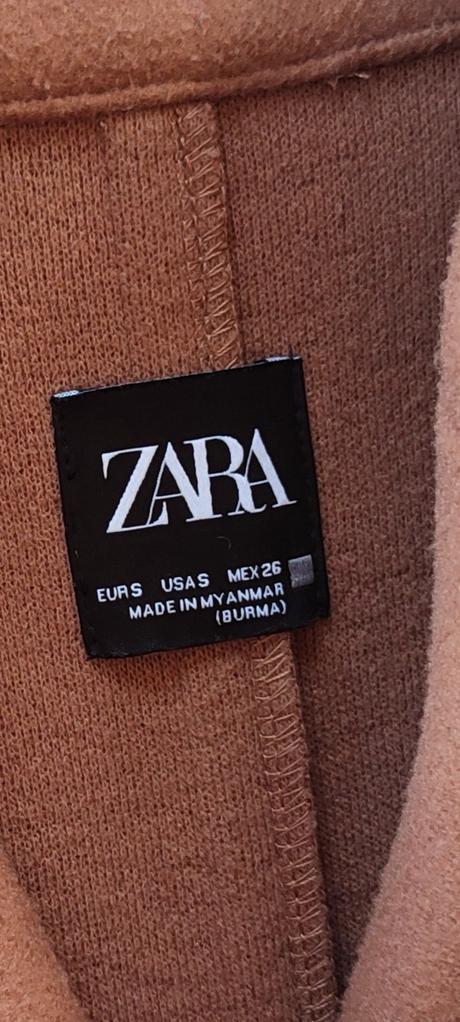 ZARA
EUR S USA S MEX 26
MADE IN MYANMAR
(BURMA)